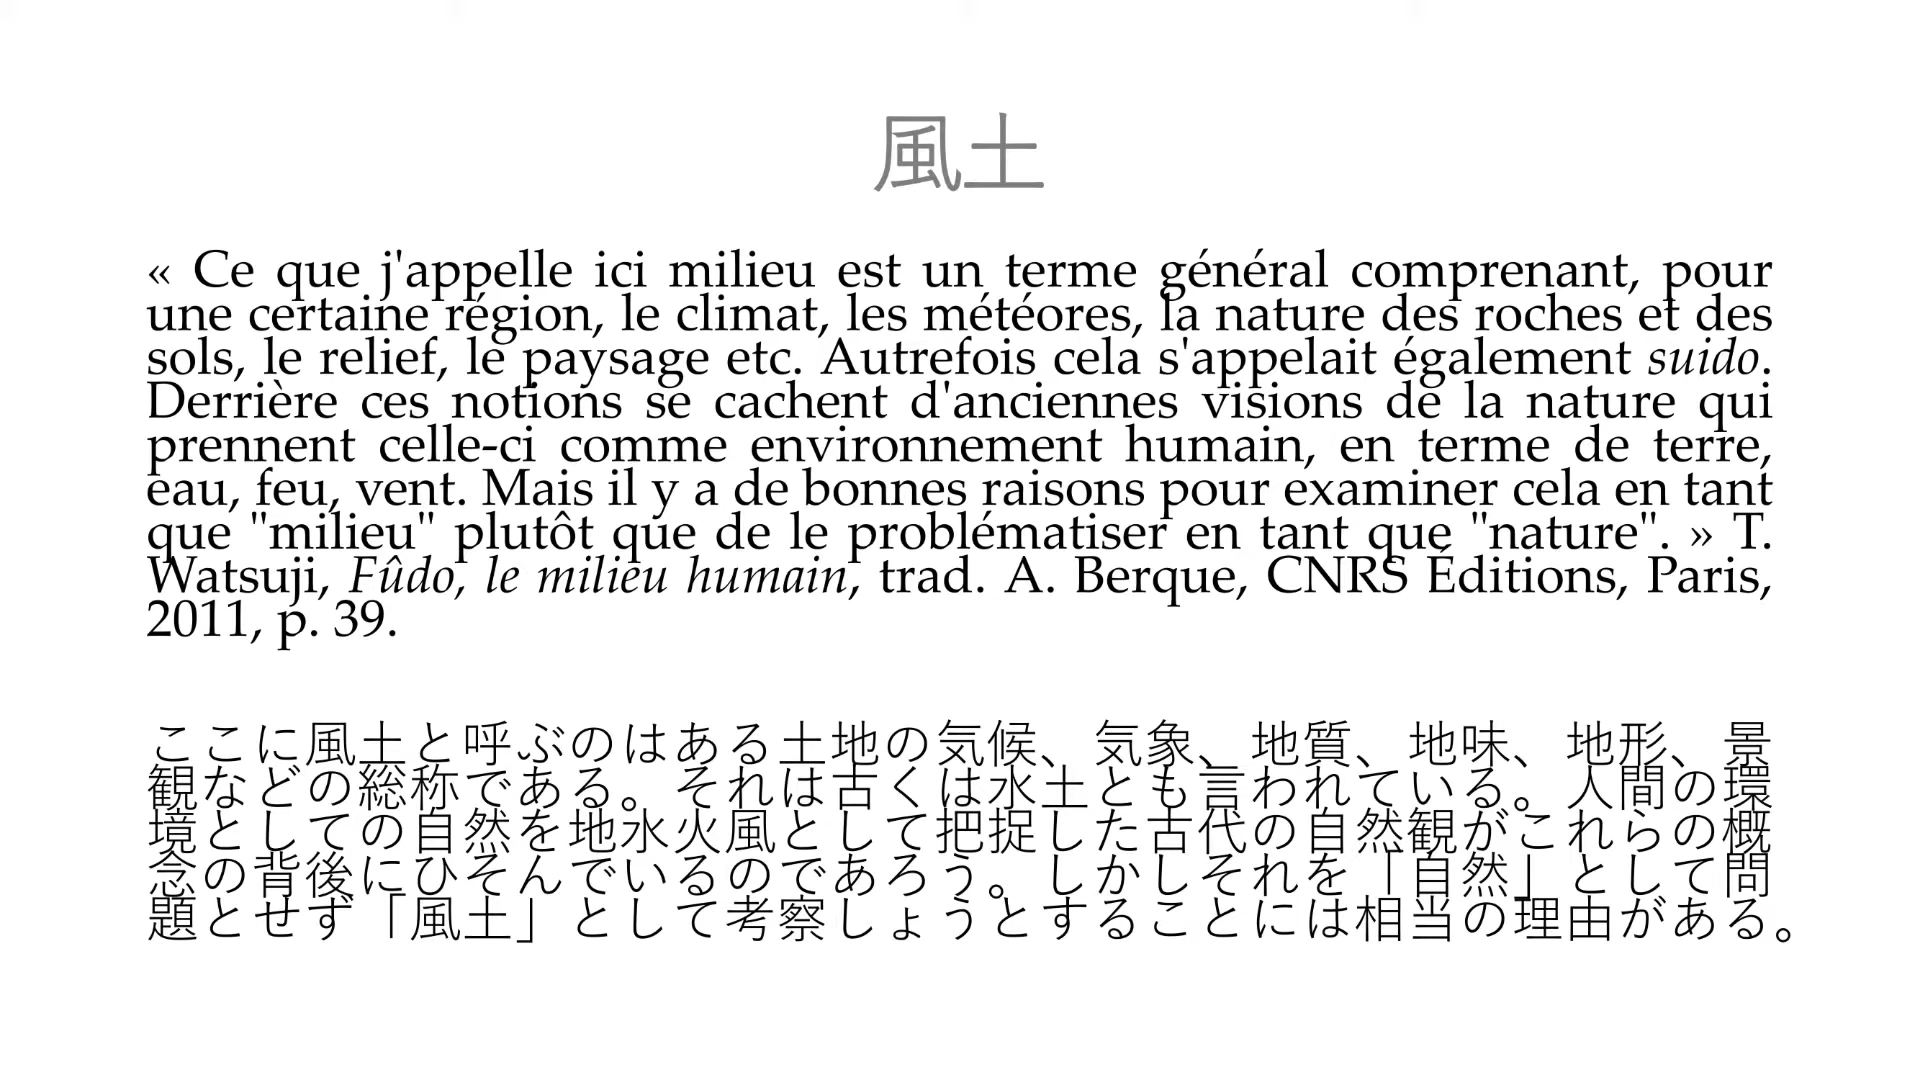 風土
« Ce que j'appelle ici milieu est un terme général comprenant, pour
une certaine région, le climat, les météores, la nature des roches et des
sols, le relief, le paysage etc. Autrefois cela s'appelait également suido.
Derrière ces notions se cachent d'anciennes visions de la nature qui
prennent celle-ci comme environnement humain, en terme de terre,
eau, feu, vent. Mais il y a de bonnes raisons pour examiner cela en tant
que "milieu" plutôt que de le problématiser en tant que "nature". » T.
Watsuji, Fûdo, le milieu humain, trad. A. Berque, CNRS Éditions, Paris,
2011, p. 39.
ここに風土と呼ぶのはある土地の気候、気象、地質、地味、地形、景
観などの総称である。それは古くは水土とも言われている。人間の環
境としての自然を地水火風として把捉した古代の自然観がこれらの概
念の背後にひそんでいるのであろう。しかしそれを「自然」として問
題とせず「風土」として考察しょうとすることには相当の理由がある。